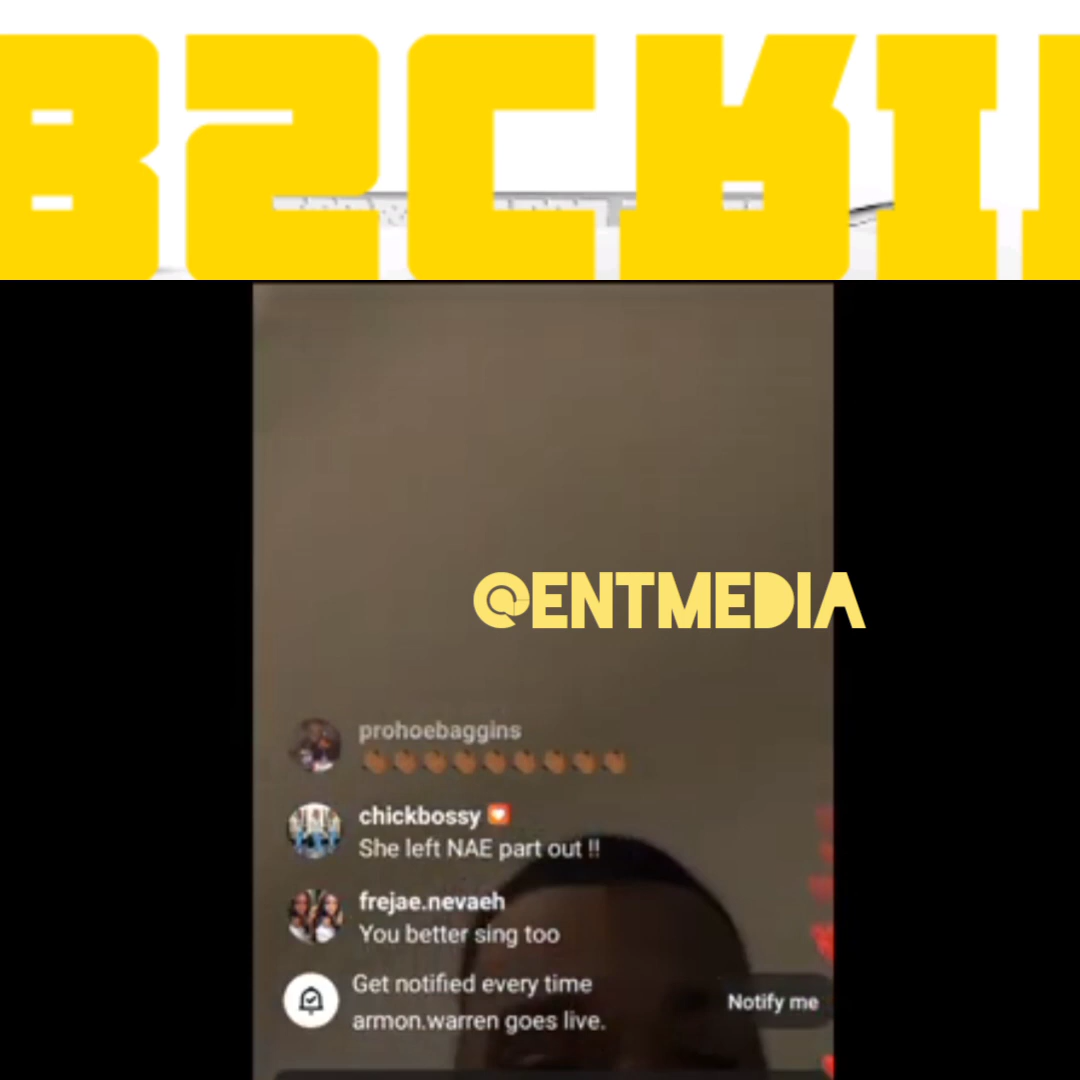 B2CKI
@ENTMEDIA
prohoebaggins
👏🏾👏🏾👏🏾👏🏾👏🏾👏🏾👏🏾👏🏾👏🏾
chickbossy
She left NAE part out !!
frejae.nevaeh
You better sing too
Get notified every time
Notify me
armon.warren goes live.